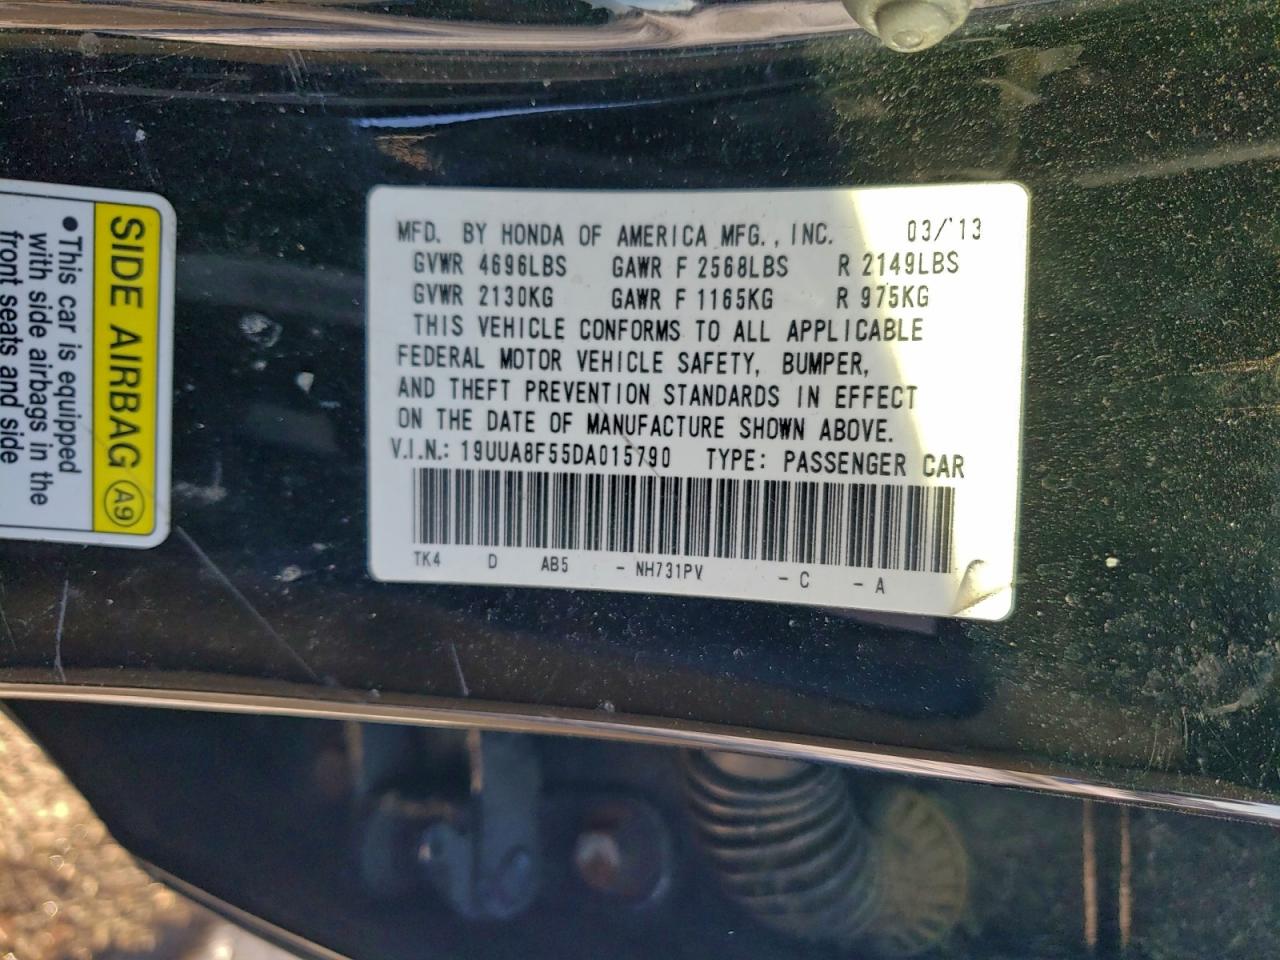 MFD. BY HONDA OF AMERICA MFG., INC. 03/'13
GVWR 4696LBS GAWR F 2568LBS R 2149LBS
GVWR 2130KG GAWR F 1165KG R 975KG
THIS VEHICLE CONFORMS TO ALL APPLICABLE
FEDERAL MOTOR VEHICLE SAFETY, BUMPER,
AND THEFT PREVENTION STANDARDS IN EFFECT
ON THE DATE OF MANUFACTURE SHOWN ABOVE.
V.I.N.: 19UUA8F55DA015790 TYPE: PASSENGER CAR
TK4 D AB5 - NH731PV - C - A
SIDE AIRBAG A9
•This car is equipped
with side airbags in the
front seats and side